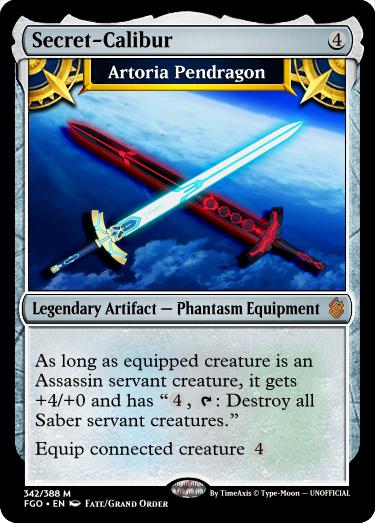 Secret-Calibur 4
Artoria Pendragon
Legendary Artifact — Phantasm Equipment
As long as equipped creature is an
Assassin servant creature, it gets
+4/+0 and has “4, : Destroy all
Saber servant creatures.”
Equip connected creature 4
342/388 M
FGO • EN Fate/Grand Order
By TimeAxis © Type-Moon — UNOFFICIAL